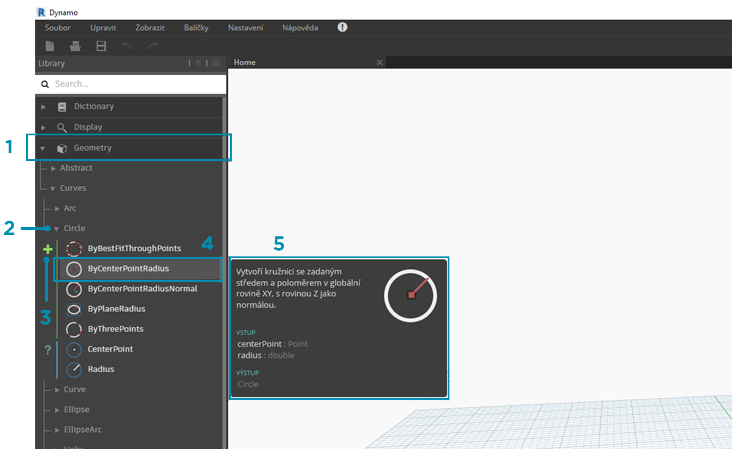 Dynamo
Soubor Upravit Zobrazit Balíčky Nastavení Nápověda
Library
Home
Search...
Dictionary
Display
1
Geometry
Abstract
Curves
Arc
2
Circle
ByBestFitThroughPoints
4
5
ByCenterPointRadius
ByCenterPointRadiusNormal
3
ByPlaneRadius
ByThreePoints
?
CenterPoint
Radius
Curve
Ellipse
EllipseArc
Helix
Vytvoří kružnici se zadaným
středem a poloměrem v globální
rovině XY, s rovinou Z jako
normálou.
VSTUP
centerPoint : Point
radius : double
VÝSTUP
Circle